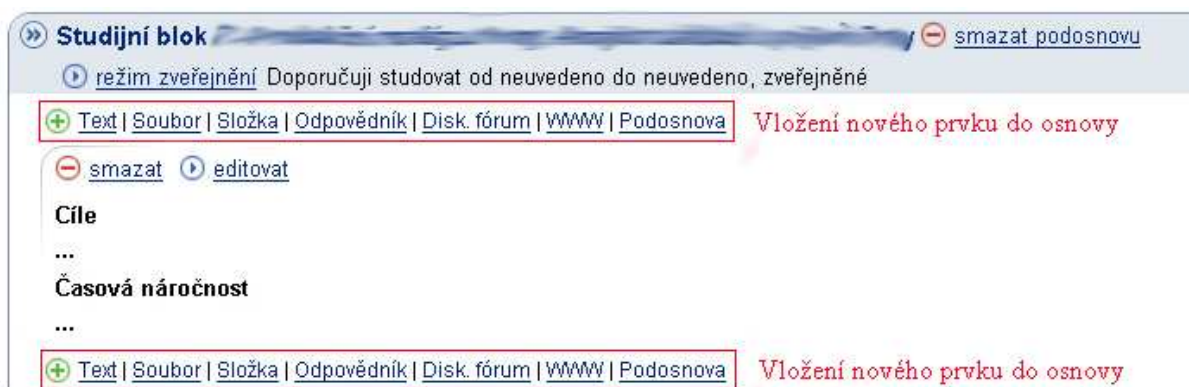 Studijní blok smazat podosnovu
režim zveřejnění Doporučuji studovat od neuvedeno do neuvedeno, zveřejněné
Text | Soubor | Složka | Odpovědník | Disk. fórum | WWW | Podosnova Vložení nového prvku do osnovy
smazat editovat
Cíle
...
Časová náročnost
...
Text | Soubor | Složka | Odpovědník | Disk. fórum | WWW | Podosnova Vložení nového prvku do osnovy